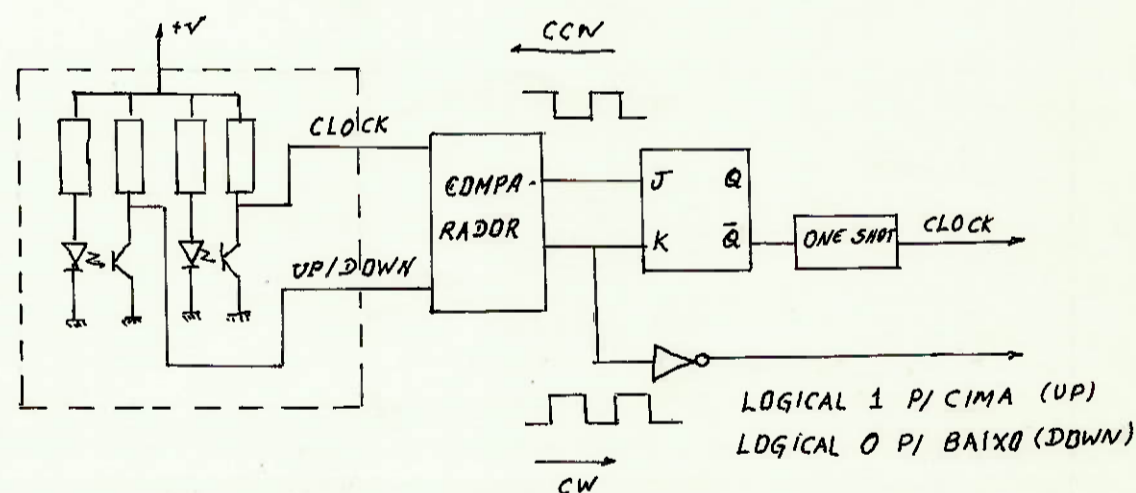 +V
CCW
CLOCK
COMPA-
RADOR
UP/DOWN
J Q
K Q̅
ONE SHOT
CLOCK
LOGICAL 1 P/ CIMA (UP)
LOGICAL 0 P/ BAIXO (DOWN)
CW